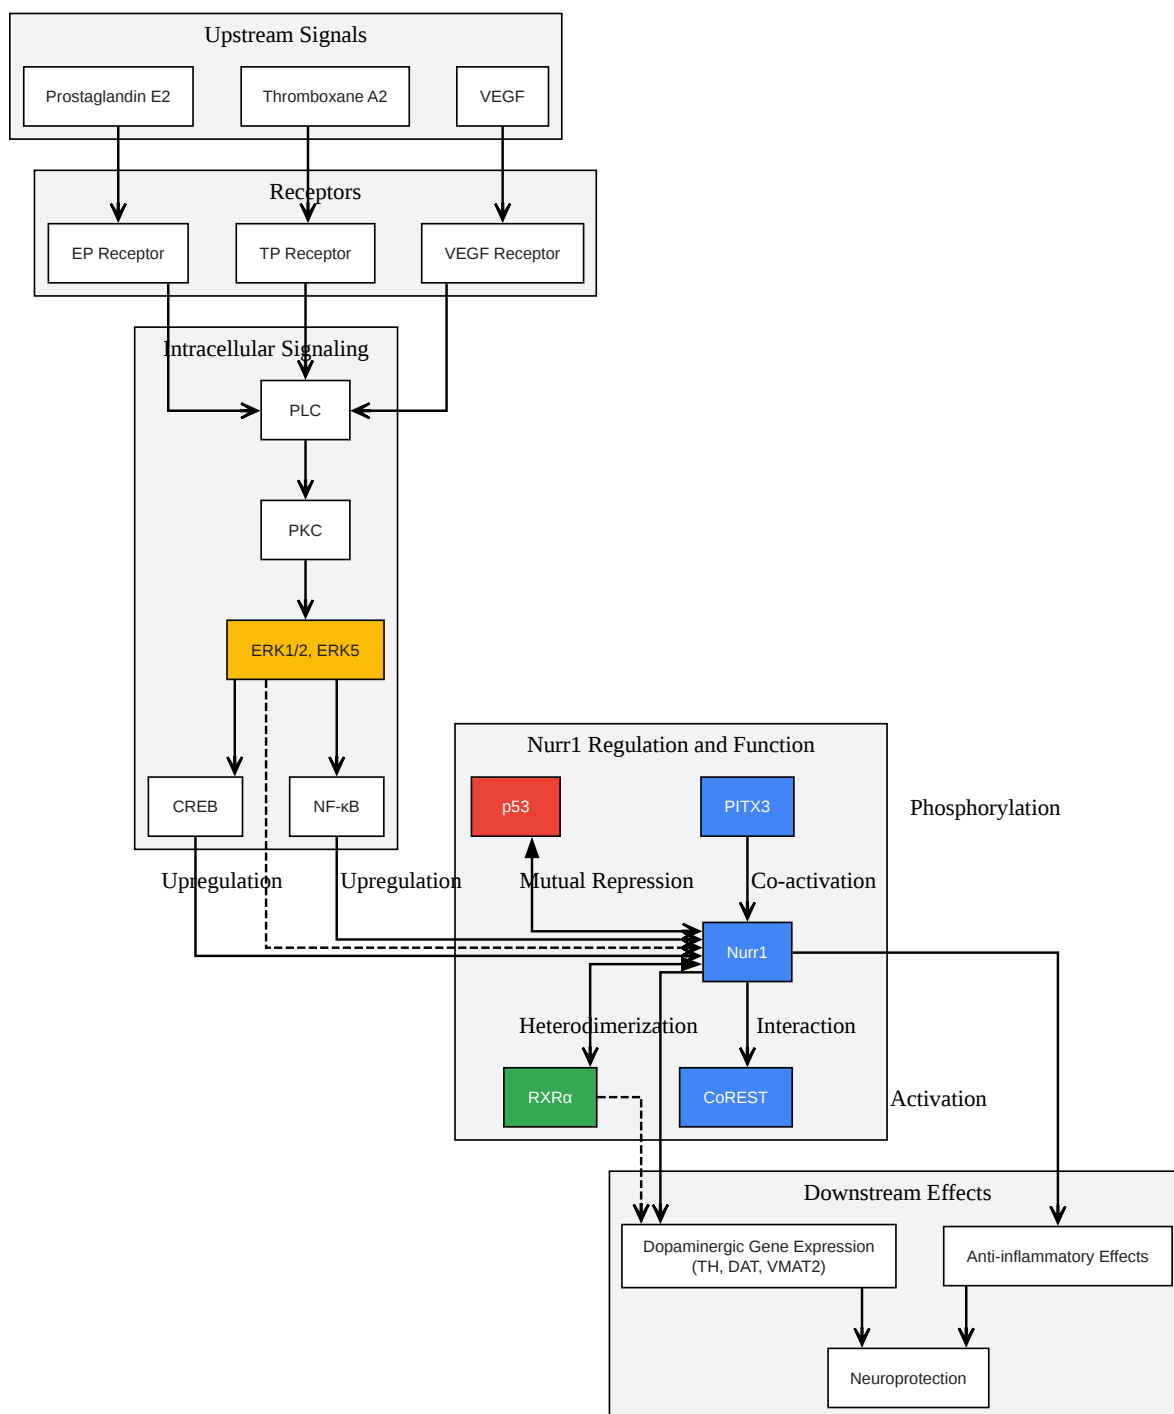 Upstream Signals
Prostaglandin E2
Thromboxane A2
VEGF
Receptors
EP Receptor
TP Receptor
VEGF Receptor
Intracellular Signaling
PLC
PKC
ERK1/2, ERK5
CREB
NF-κB
Nurr1 Regulation and Function
p53
PITX3
Phosphorylation
Upregulation
Upregulation
Mutual Repression
Co-activation
Nurr1
Heterodimerization
Interaction
RXRα
CoREST
Activation
Downstream Effects
Dopaminergic Gene Expression
(TH, DAT, VMAT2)
Anti-inflammatory Effects
Neuroprotection